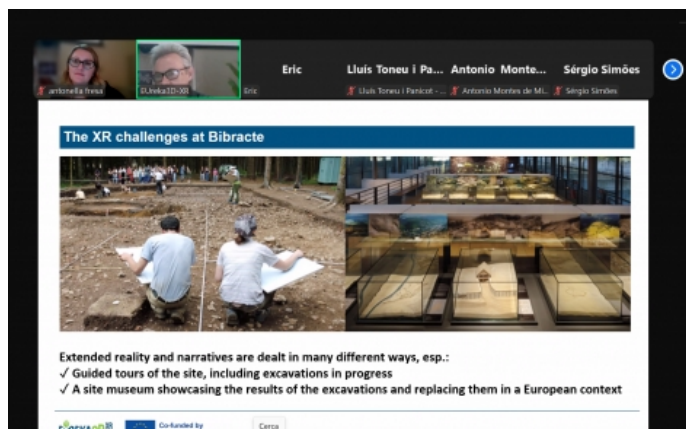 Eric
Lluís Toneu i Pa...
Antonio Monte...
Sérgio Simões
antonella fresa
EUreka3D-XR
Eric
Lluís Toneu i Panicot - ...
Antonio Montes de Mi...
Sérgio Simões
The XR challenges at Bibracte
Extended reality and narratives are dealt in many different ways, esp.:
✓ Guided tours of the site, including excavations in progress
✓ A site museum showcasing the results of the excavations and replacing them in a European context
Co-funded by
Cerca